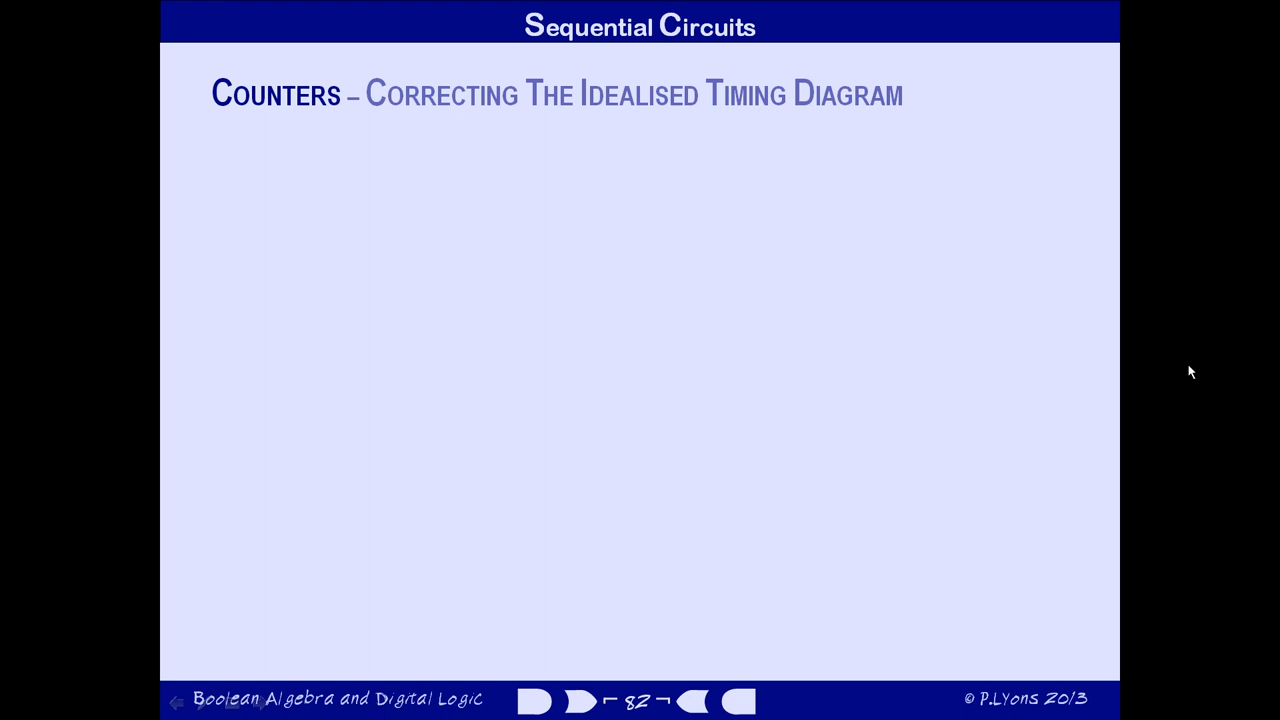 Sequential Circuits
Counters – Correcting The Idealised Timing Diagram
Boolean Algebra and Digital Logic
82
© P.Lyons 2013